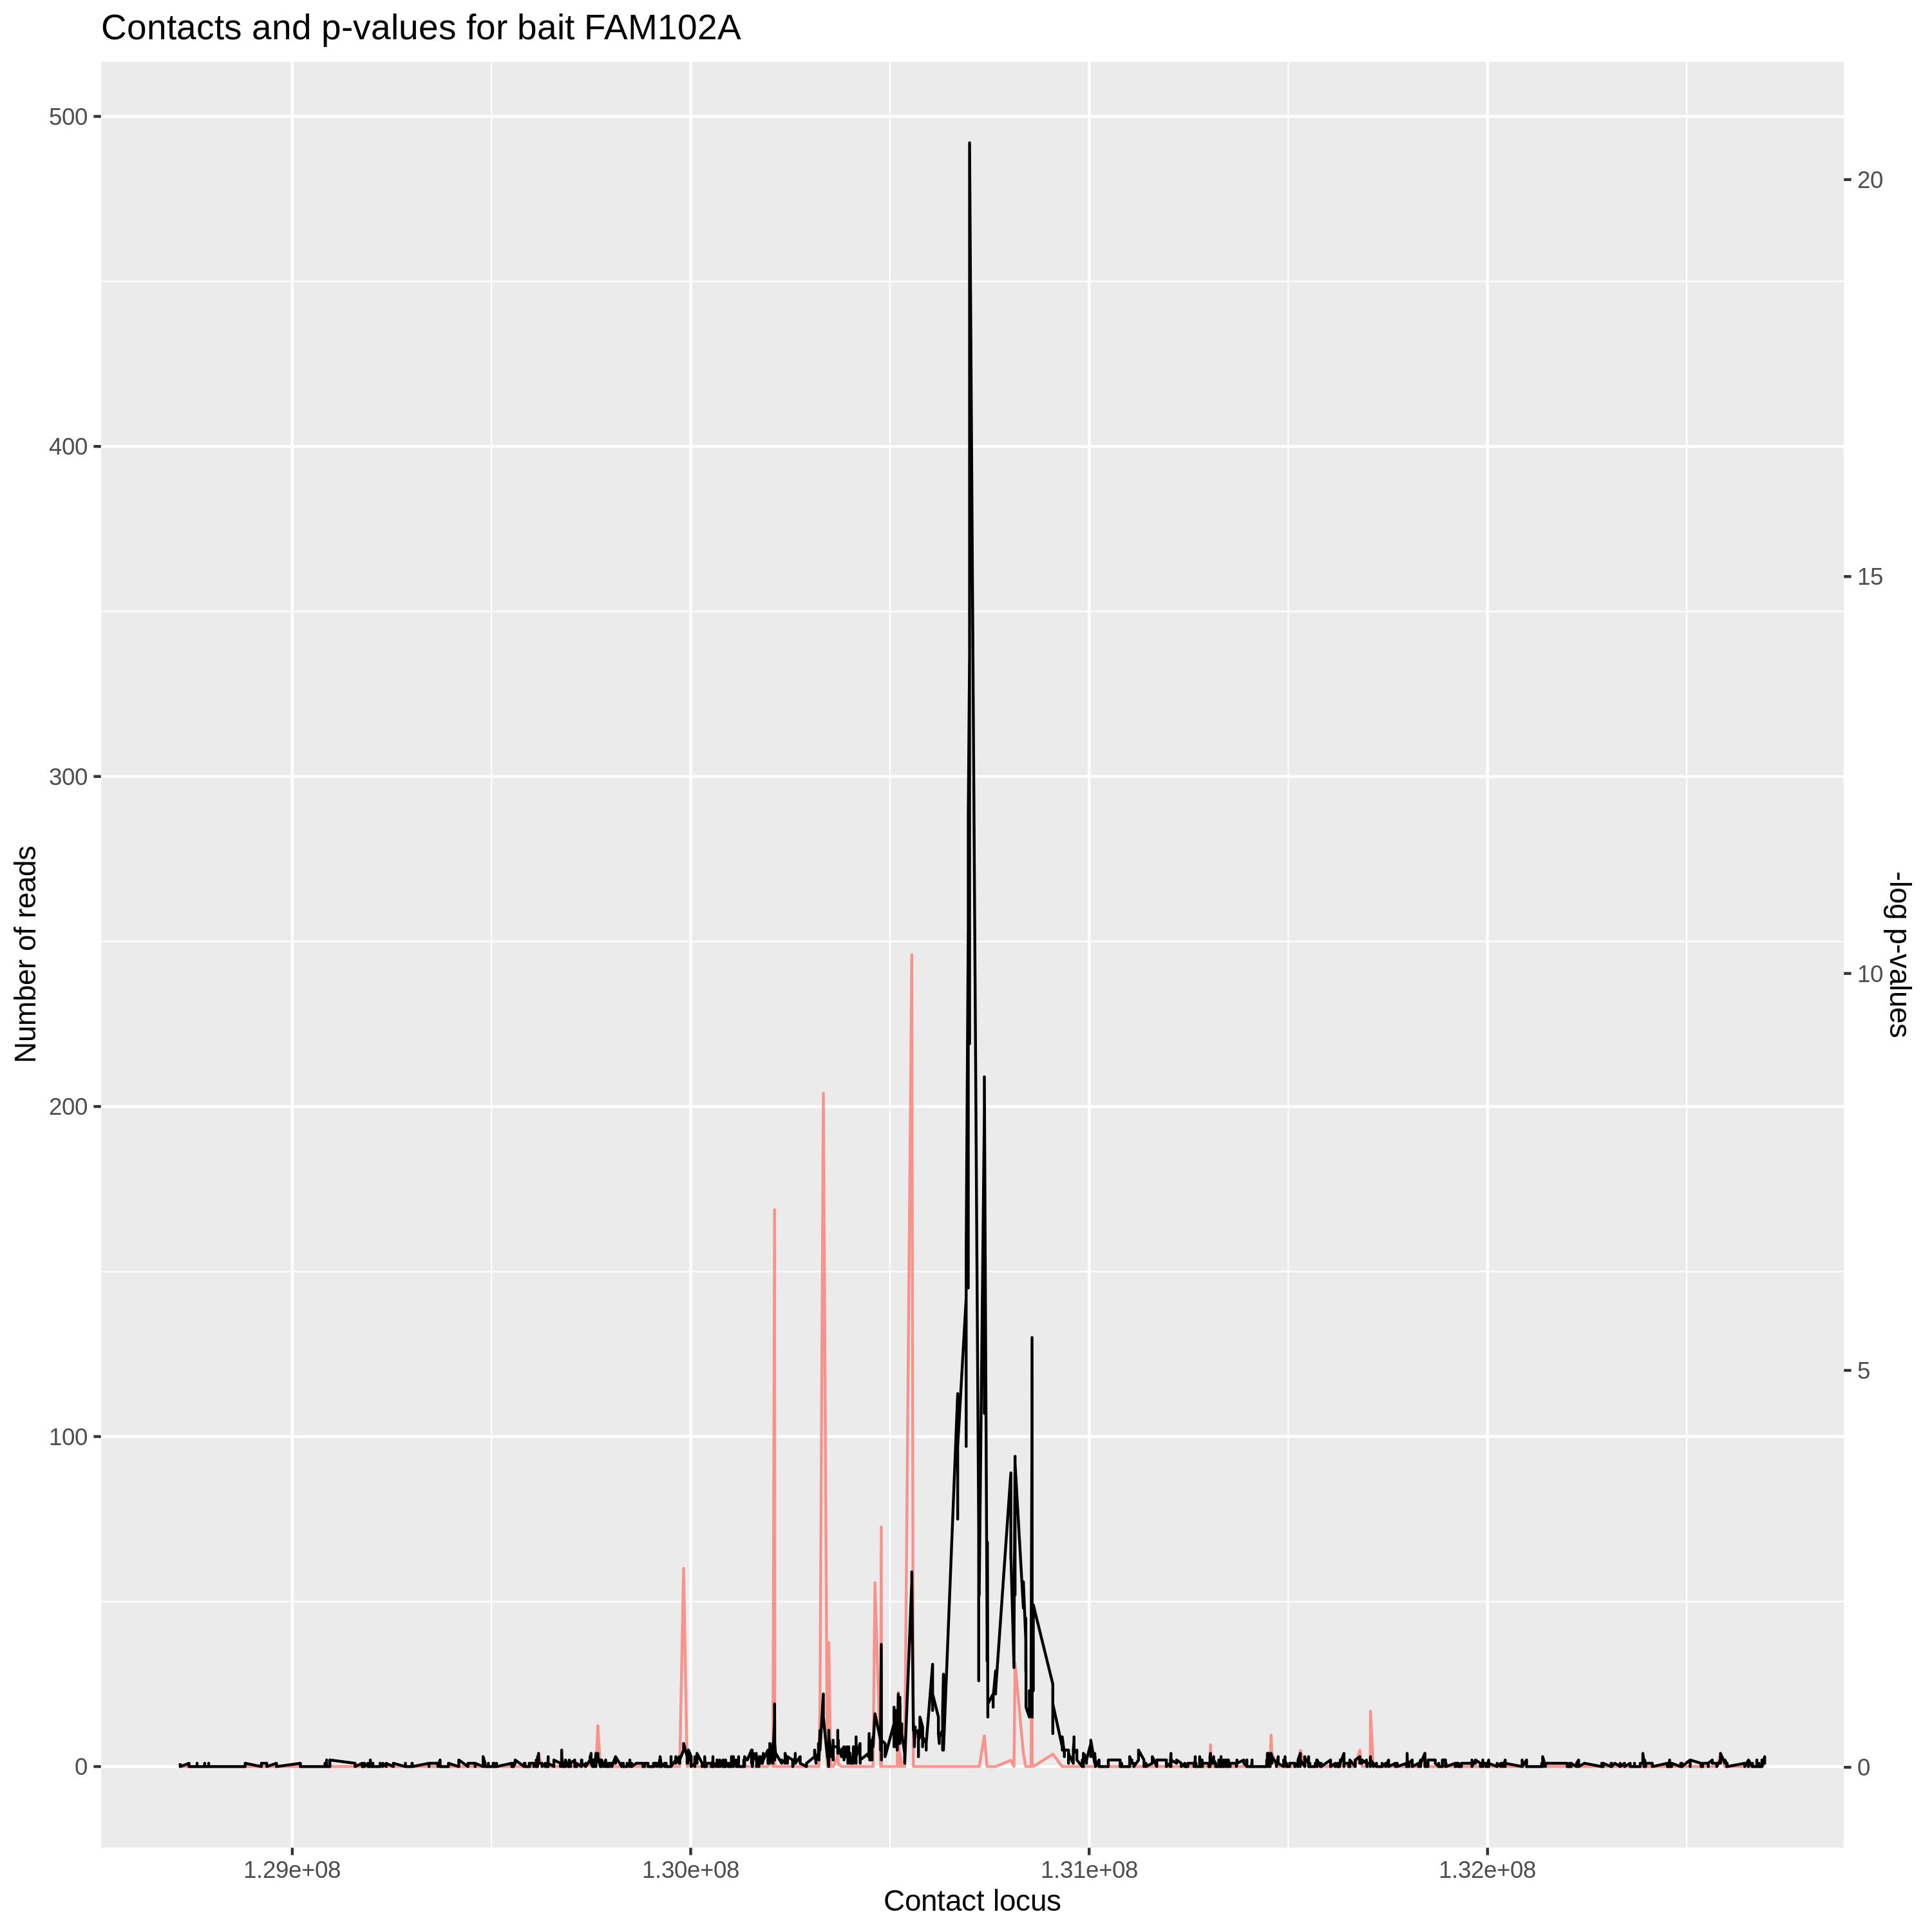 Contacts and p-values for bait FAM102A
500
400
300
200
100
0
Number of reads
20
15
10
5
0
-log p-values
1.29e+08
1.30e+08
1.31e+08
1.32e+08
Contact locus